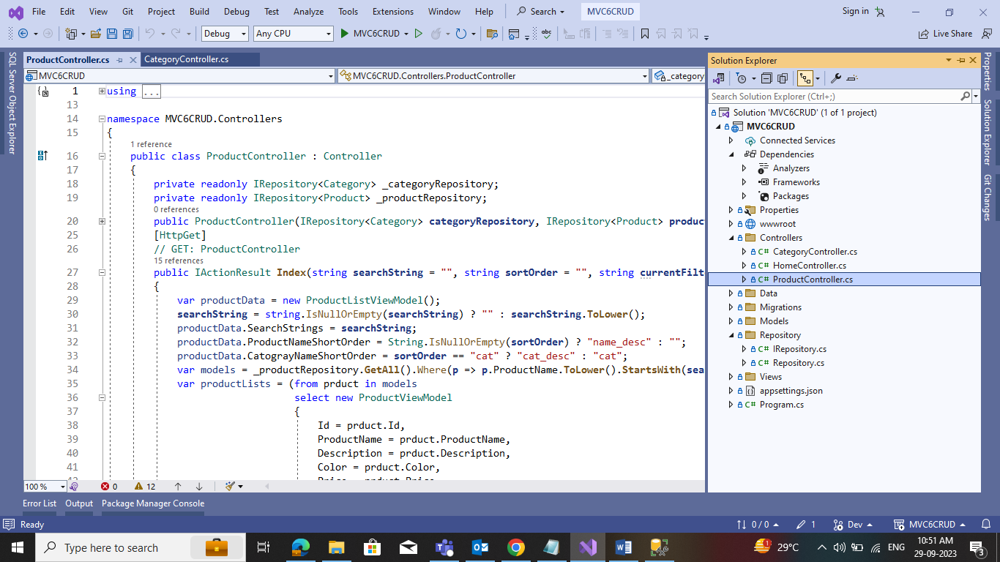 File Edit View Git Project Build Debug Test Analyze Tools Extensions Window Help Search MVC6CRUD Sign in
Debug Any CPU MVC6CRUD Live Share
SQL Server Object Explorer
ProductController.cs CategoryController.cs
MVC6CRUD MVC6CRUD.Controllers.ProductController _category
1 using ...
13
14 namespace MVC6CRUD.Controllers
15 {
1 reference
16 public class ProductController : Controller
17 {
18 private readonly IRepository<Category> _categoryRepository;
19 private readonly IRepository<Product> _productRepository;
0 references
20 public ProductController(IRepository<Category> categoryRepository, IRepository<Product> produc
25 [HttpGet]
26 // GET: ProductController
15 references
27 public IActionResult Index(string searchString = "", string sortOrder = "", string currentFilt
28 {
29 var productData = new ProductListViewModel();
30 searchString = string.IsNullOrEmpty(searchString) ? "" : searchString.ToLower();
31 productData.SearchStrings = searchString;
32 productData.ProductNameShortOrder = String.IsNullOrEmpty(sortOrder) ? "name_desc" : "";
33 productData.CatograyNameShortOrder = sortOrder == "cat" ? "cat_desc" : "cat";
34 var models = _productRepository.GetAll().Where(p => p.ProductName.ToLower().StartsWith(sea
35 var productLists = (from prduct in models
36 select new ProductViewModel
37 {
38 Id = prduct.Id,
39 ProductName = prduct.ProductName,
40 Description = prduct.Description,
41 Color = prduct.Color,
100 % 0 12
Solution Explorer
Search Solution Explorer (Ctrl+;)
Solution 'MVC6CRUD' (1 of 1 project)
MVC6CRUD
Connected Services
Dependencies
Analyzers
Frameworks
Packages
Properties
wwwroot
Controllers
C# CategoryController.cs
C# HomeController.cs
C# ProductController.cs
Data
Migrations
Models
Repository
C# IRepository.cs
C# Repository.cs
Views
appsettings.json
C# Program.cs
Properties
Solution Explorer
Git Changes
Error List Output Package Manager Console
Ready 0 / 0 1 Dev MVC6CRUD
Type here to search 1 29°C ENG 10:51 AM
29-09-2023 3